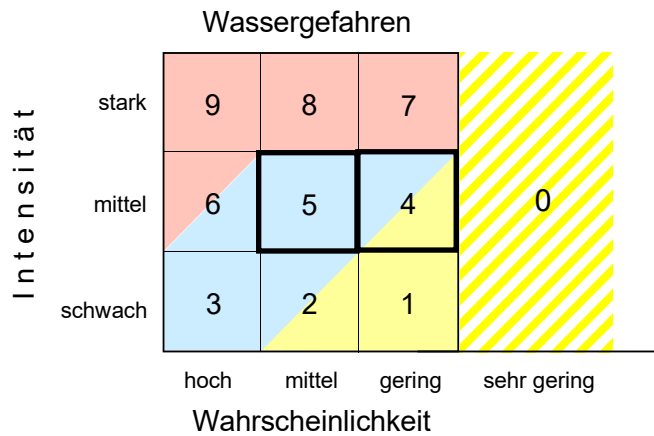 Wassergefahren
Intensität
stark
9 8 7
mittel
6 5 4 0
schwach
3 2 1
hoch mittel gering sehr gering
Wahrscheinlichkeit